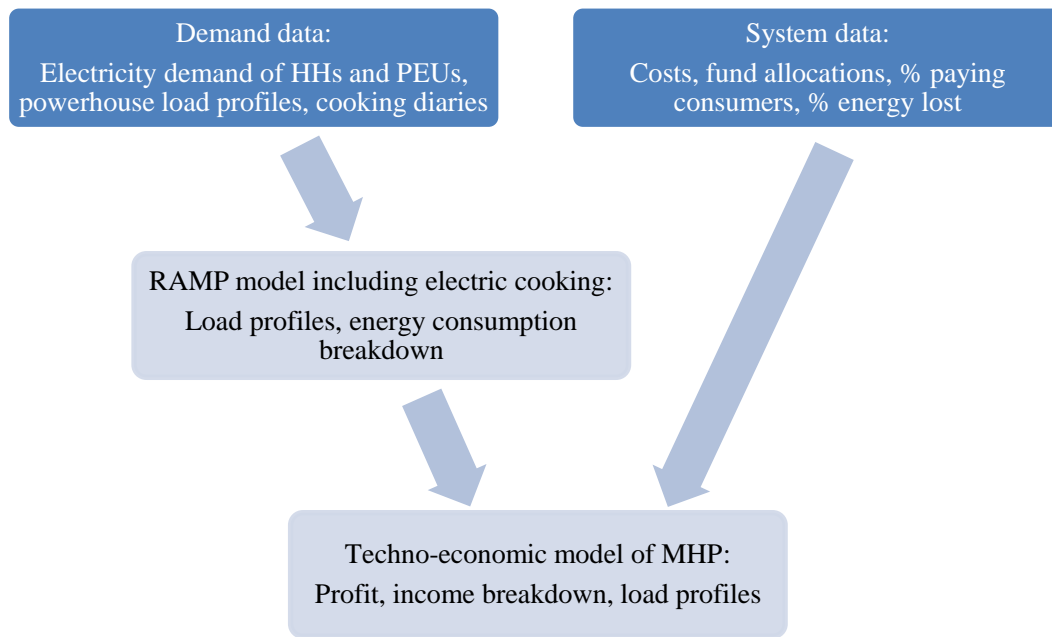 Demand data:
Electricity demand of HHs and PEUs,
powerhouse load profiles, cooking diaries
System data:
Costs, fund allocations, % paying
consumers, % energy lost
RAMP model including electric cooking:
Load profiles, energy consumption
breakdown
Techno-economic model of MHP:
Profit, income breakdown, load profiles